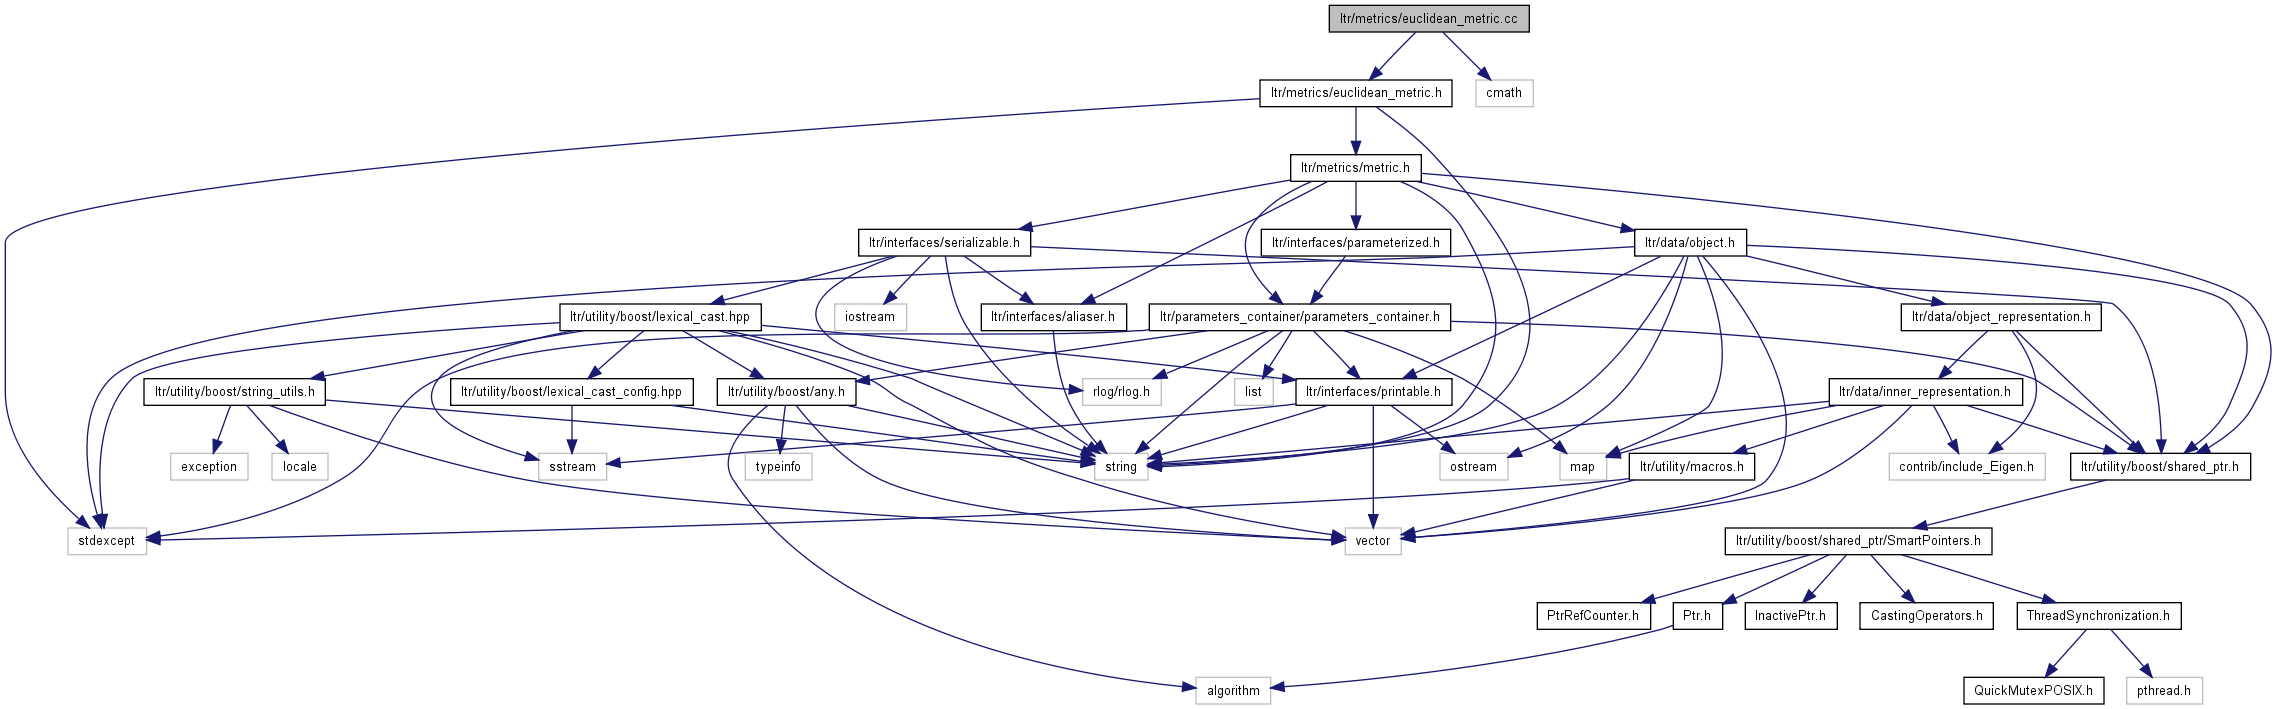 ltr/metrics/euclidean_metric.cc
ltr/metrics/euclidean_metric.h
cmath
ltr/metrics/metric.h
ltr/interfaces/serializable.h
ltr/interfaces/parameterized.h
ltr/data/object.h
ltr/utility/boost/lexical_cast.hpp
iostream
ltr/interfaces/aliaser.h
ltr/parameters_container/parameters_container.h
ltr/data/object_representation.h
ltr/utility/boost/string_utils.h
ltr/utility/boost/lexical_cast_config.hpp
ltr/utility/boost/any.h
rlog/rlog.h
list
ltr/interfaces/printable.h
ltr/data/inner_representation.h
exception
locale
sstream
typeinfo
string
ostream
map
ltr/utility/macros.h
contrib/include_Eigen.h
ltr/utility/boost/shared_ptr.h
stdexcept
vector
ltr/utility/boost/shared_ptr/SmartPointers.h
PtrRefCounter.h
Ptr.h
InactivePtr.h
CastingOperators.h
ThreadSynchronization.h
algorithm
QuickMutexPOSIX.h
pthread.h